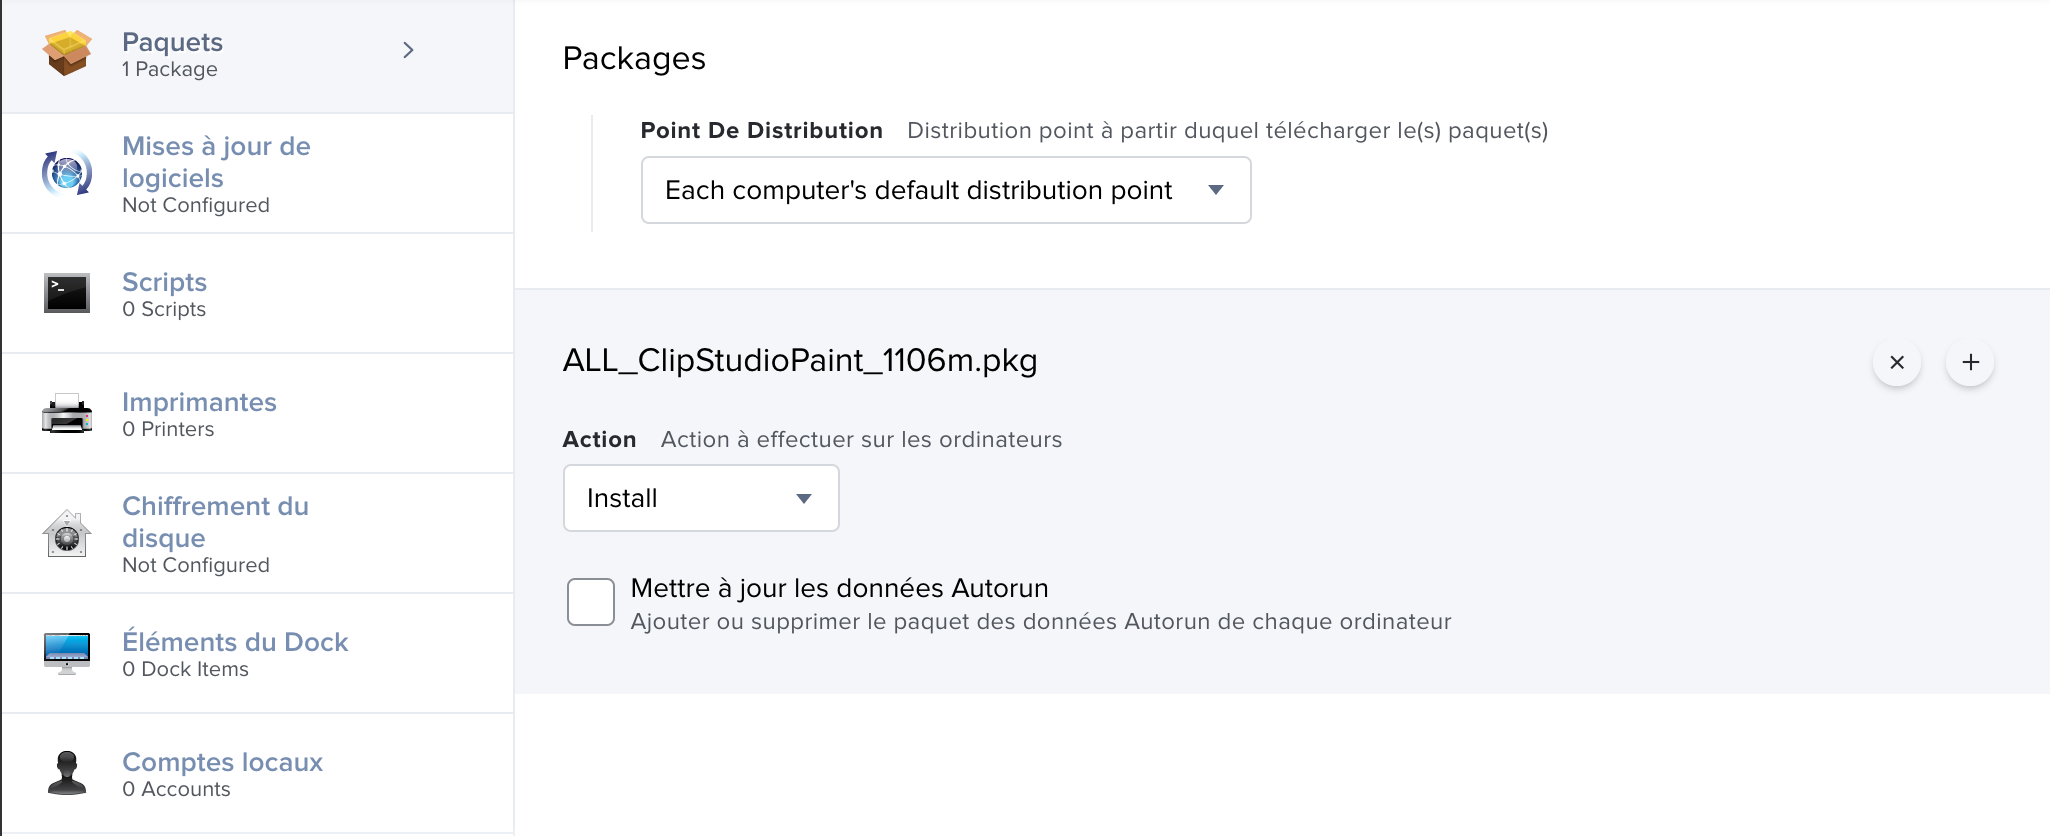 Paquets
1 Package
Mises à jour de
logiciels
Not Configured
Scripts
0 Scripts
Imprimantes
0 Printers
Chiffrement du
disque
Not Configured
Éléments du Dock
0 Dock Items
Comptes locaux
0 Accounts
Packages
Point De Distribution Distribution point à partir duquel télécharger le(s) paquet(s)
Each computer's default distribution point
ALL_ClipStudioPaint_1106m.pkg
Action Action à effectuer sur les ordinateurs
Install
Mettre à jour les données Autorun
Ajouter ou supprimer le paquet des données Autorun de chaque ordinateur